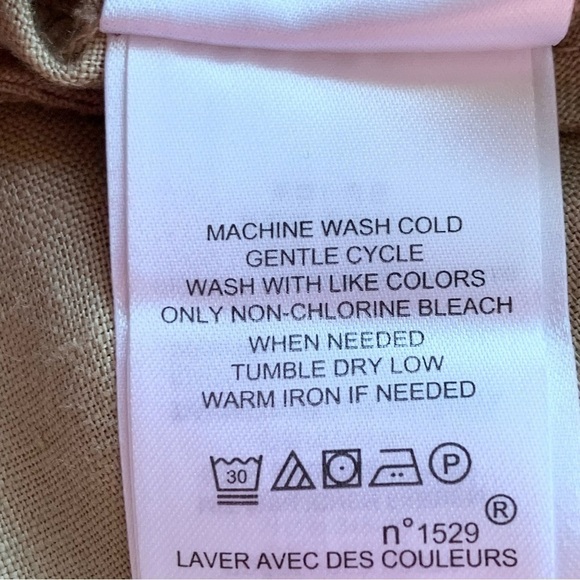 MACHINE WASH COLD
GENTLE CYCLE
WASH WITH LIKE COLORS
ONLY NON-CHLORINE BLEACH
WHEN NEEDED
TUMBLE DRY LOW
WARM IRON IF NEEDED
30 P
®
n°1529
LAVER AVEC DES COULEURS